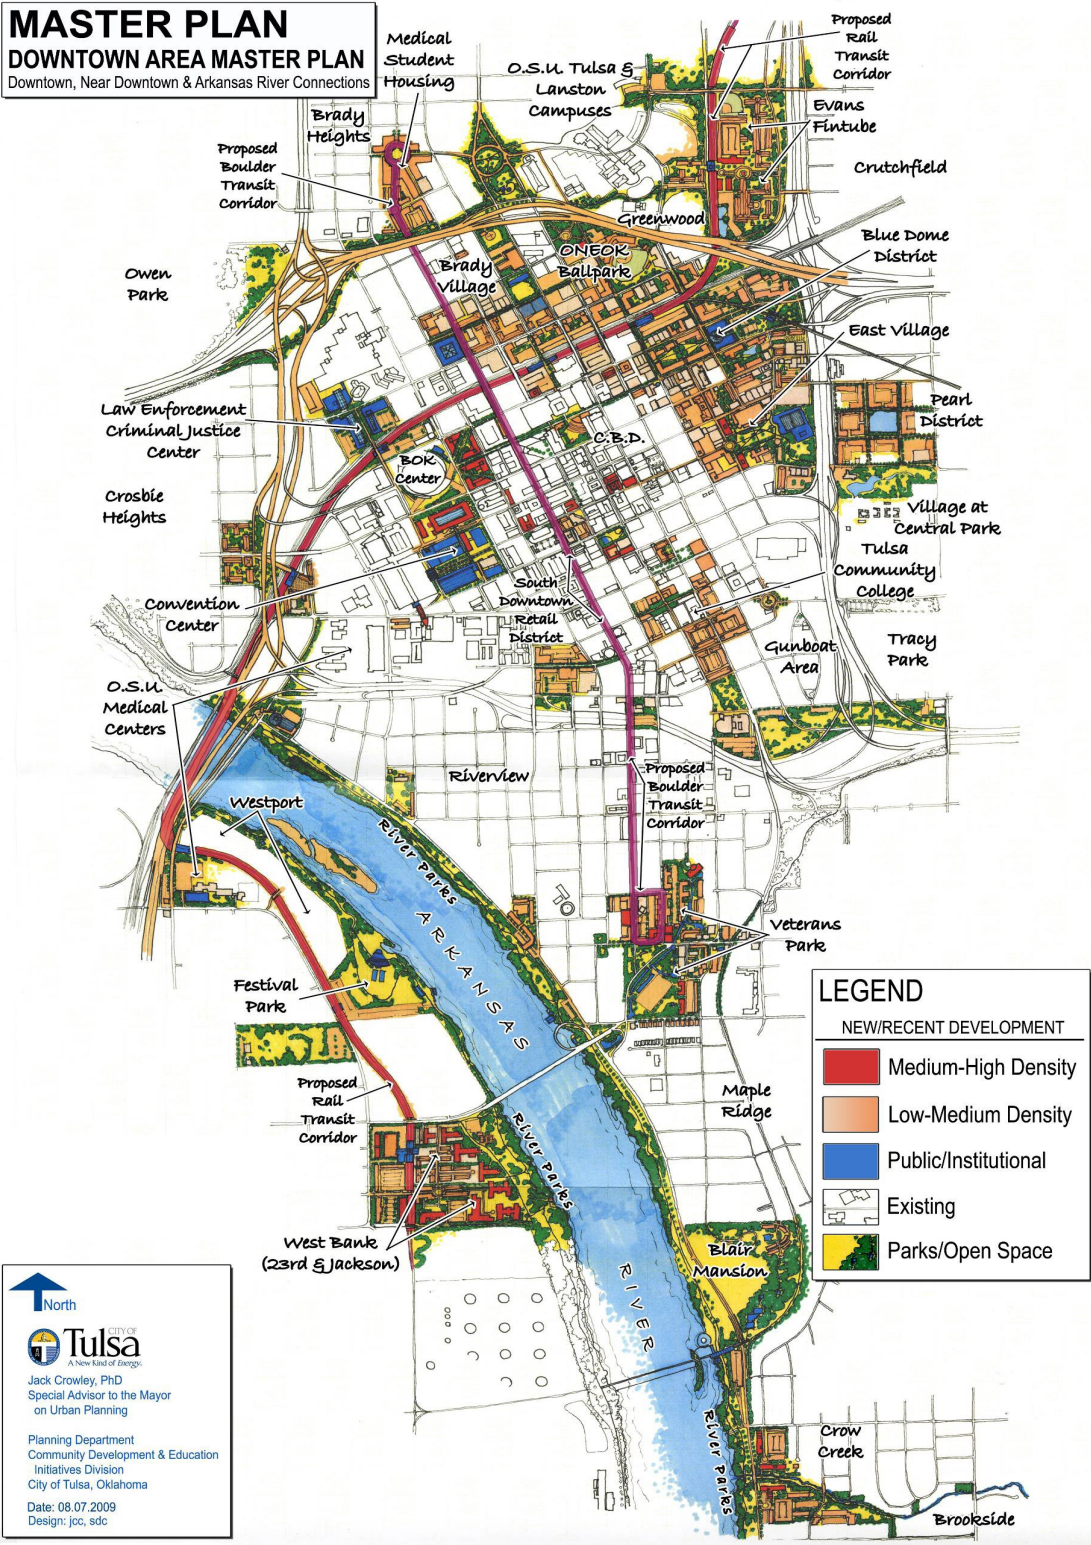 MASTER PLAN
DOWNTOWN AREA MASTER PLAN
Downtown, Near Downtown & Arkansas River Connections
Medical
Student
Housing
O.S.U. Tulsa &
Lanston
Campuses
Proposed
Rail
Transit
Corridor
Evans
Fintube
Brady
Heights
Proposed
Boulder
Transit
Corridor
Crutchfield
Greenwood
Blue Dome
District
ONEOK
Ballpark
Brady
Village
Owen
Park
East Village
Law Enforcement
Criminal Justice
Center
Pearl
District
C.B.D.
BOK
Center
Crosbie
Heights
Village at
Central Park
Tulsa
Community
College
South
Downtown
Retail
District
Convention
Center
Gunboat
Area
Tracy
Park
O.S.U.
Medical
Centers
Riverview
Proposed
Boulder
Transit
Corridor
Westport
River Parks
ARKANSAS
Veterans
Park
Festival
Park
Proposed
Rail
Transit
Corridor
Maple
Ridge
River Parks
West Bank
(23rd & Jackson)
Blair
Mansion
RIVER
River Parks
Crow
Creek
Brookside
LEGEND
NEW/RECENT DEVELOPMENT
Medium-High Density
Low-Medium Density
Public/Institutional
Existing
Parks/Open Space
North
CITY OF
Tulsa
A New Kind of Energy.
Jack Crowley, PhD
Special Advisor to the Mayor
on Urban Planning
Planning Department
Community Development & Education
Initiatives Division
City of Tulsa, Oklahoma
Date: 08.07.2009
Design: jcc, sdc